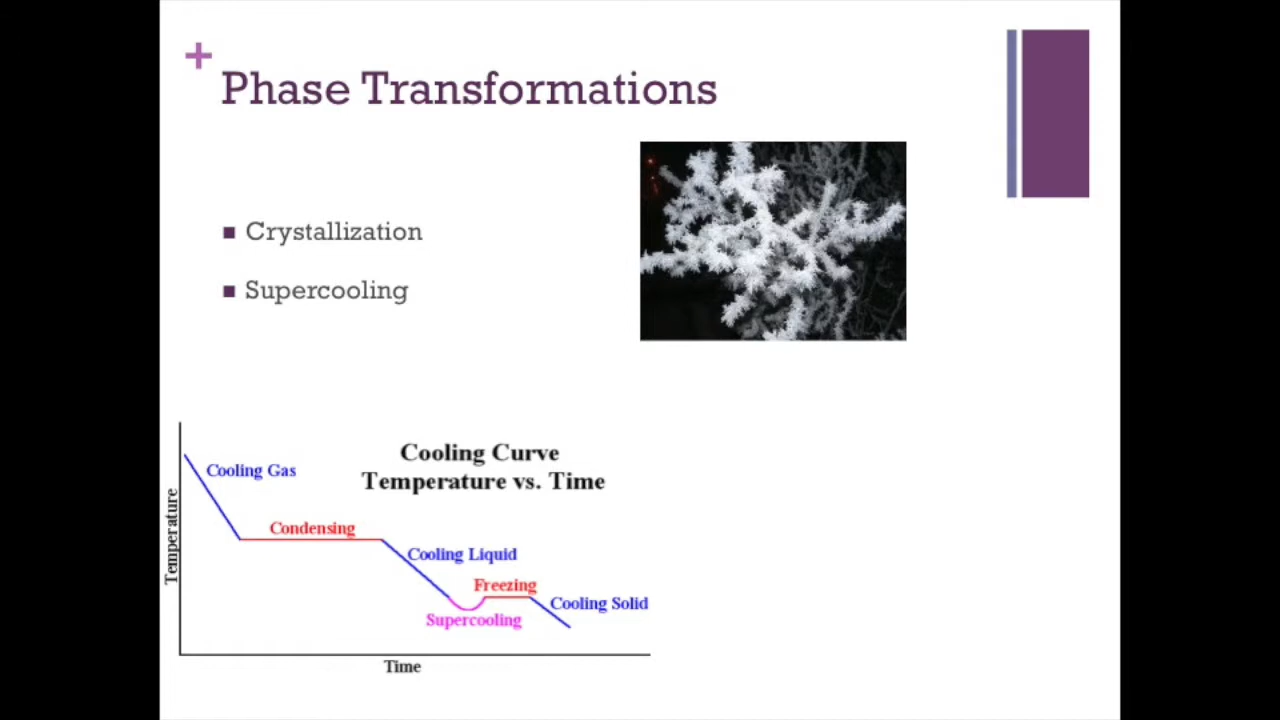 +
Phase Transformations
■ Crystallization
■ Supercooling
Cooling Curve
Temperature vs. Time
Cooling Gas
Condensing
Cooling Liquid
Freezing
Cooling Solid
Supercooling
Temperature
Time